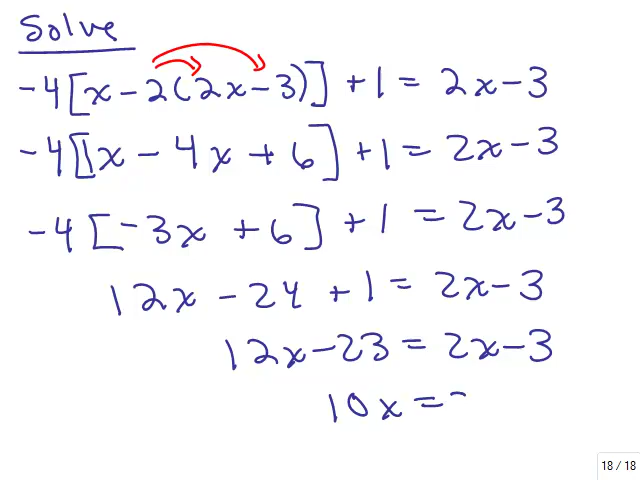 Solve
-4[x - 2(2x - 3)] + 1 = 2x - 3
-4[1x - 4x + 6] + 1 = 2x - 3
-4[-3x + 6] + 1 = 2x - 3
12x - 24 + 1 = 2x - 3
12x - 23 = 2x - 3
10x =
18 / 18